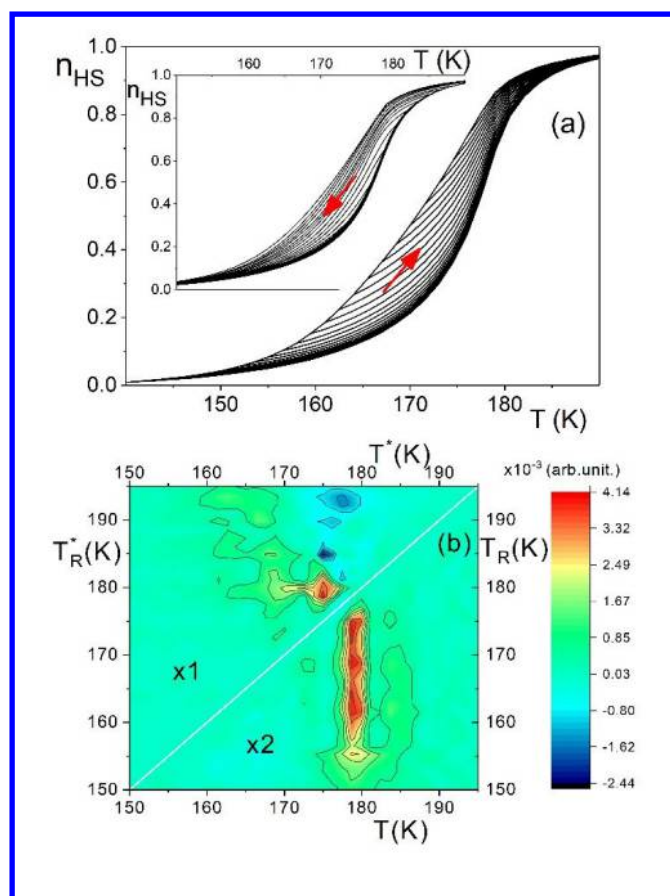 1.0
0.8
0.6
0.4
0.2
0.0
n_HS
160 180
T (K)
n_HS
1.0
0.8
0.6
0.4
0.2
0.0
(a)
150 160 170 180
T (K)
T^*(K)
150 160 170 180 190
T_R^*(K)
190
180
170
160
150
(b)
T_R(K)
190
180
170
160
150
x1
x2
150 160 170 180 190
T(K)
x10^-3 (arb.unit.)
4.14
3.32
2.49
1.67
0.85
0.03
-0.80
-1.62
-2.44